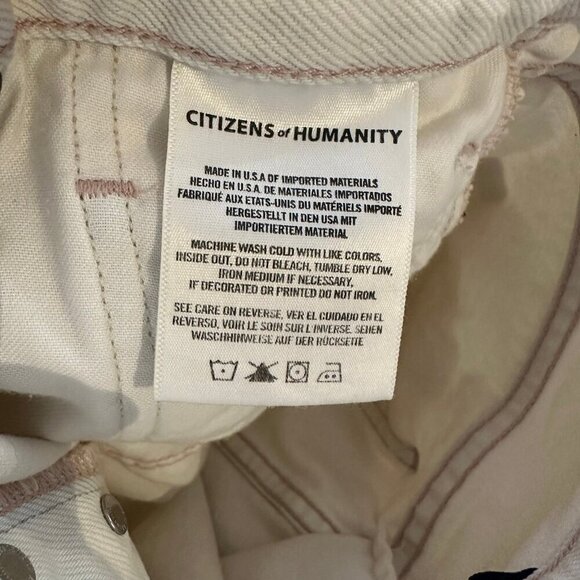 CITIZENS of HUMANITY
MADE IN U.S.A OF IMPORTED MATERIALS
HECHO EN U.S.A DE MATERIALES IMPORTADOS
FABRIQUÉ AUX ETATS-UNIS DU MATÉRIELS IMPORTÉ
HERGESTELLT IN DEN USA MIT
IMPORTIERTEM MATERIAL
MACHINE WASH COLD WITH LIKE COLORS,
INSIDE OUT, DO NOT BLEACH, TUMBLE DRY LOW,
IRON MEDIUM IF NECESSARY,
IF DECORATED OR PRINTED DO NOT IRON.
SEE CARE ON REVERSE, VER EL CUIDADO EN EL
REVERSO, VOIR LE SOIN SUR L'INVERSE. SEHEN
WASCHHINWEISE AUF DER RÜCKSEITE